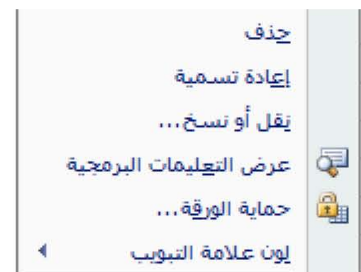 حذف
إعادة تسمية
نقل أو نسخ...
عرض التعليمات البرمجية
حماية الورقة...
لون علامة التبويب